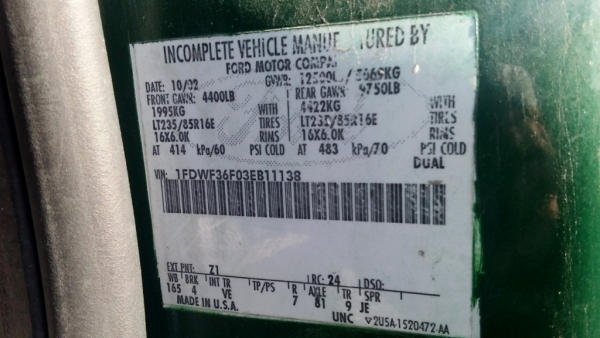 INCOMPLETE VEHICLE MANUF TURED BY
FORD MOTOR COMPA
DATE: 10/02 GVWR: 12500L / 5669KG
FRONT GAWR: 4400LB REAR GAWR: 9750LB
1995KG WITH 4422KG WITH
LT235/85R16E TIRES LT235/85R16E TIRES
16X6.0K RIMS 16X6.0K RIMS
AT 414 kPa/60 PSI COLD AT 483 kPa/70 PSI COLD
DUAL
VIN: 1FDWF36F03EB11138
EXT PNT: Z1 RC: 24 DSO:
WB BRK INT TR TP/PS R AXLE TR SPR
165 4 VE 7 81 9 JE
MADE IN U.S.A. UNC 2U5A-1520472-AA